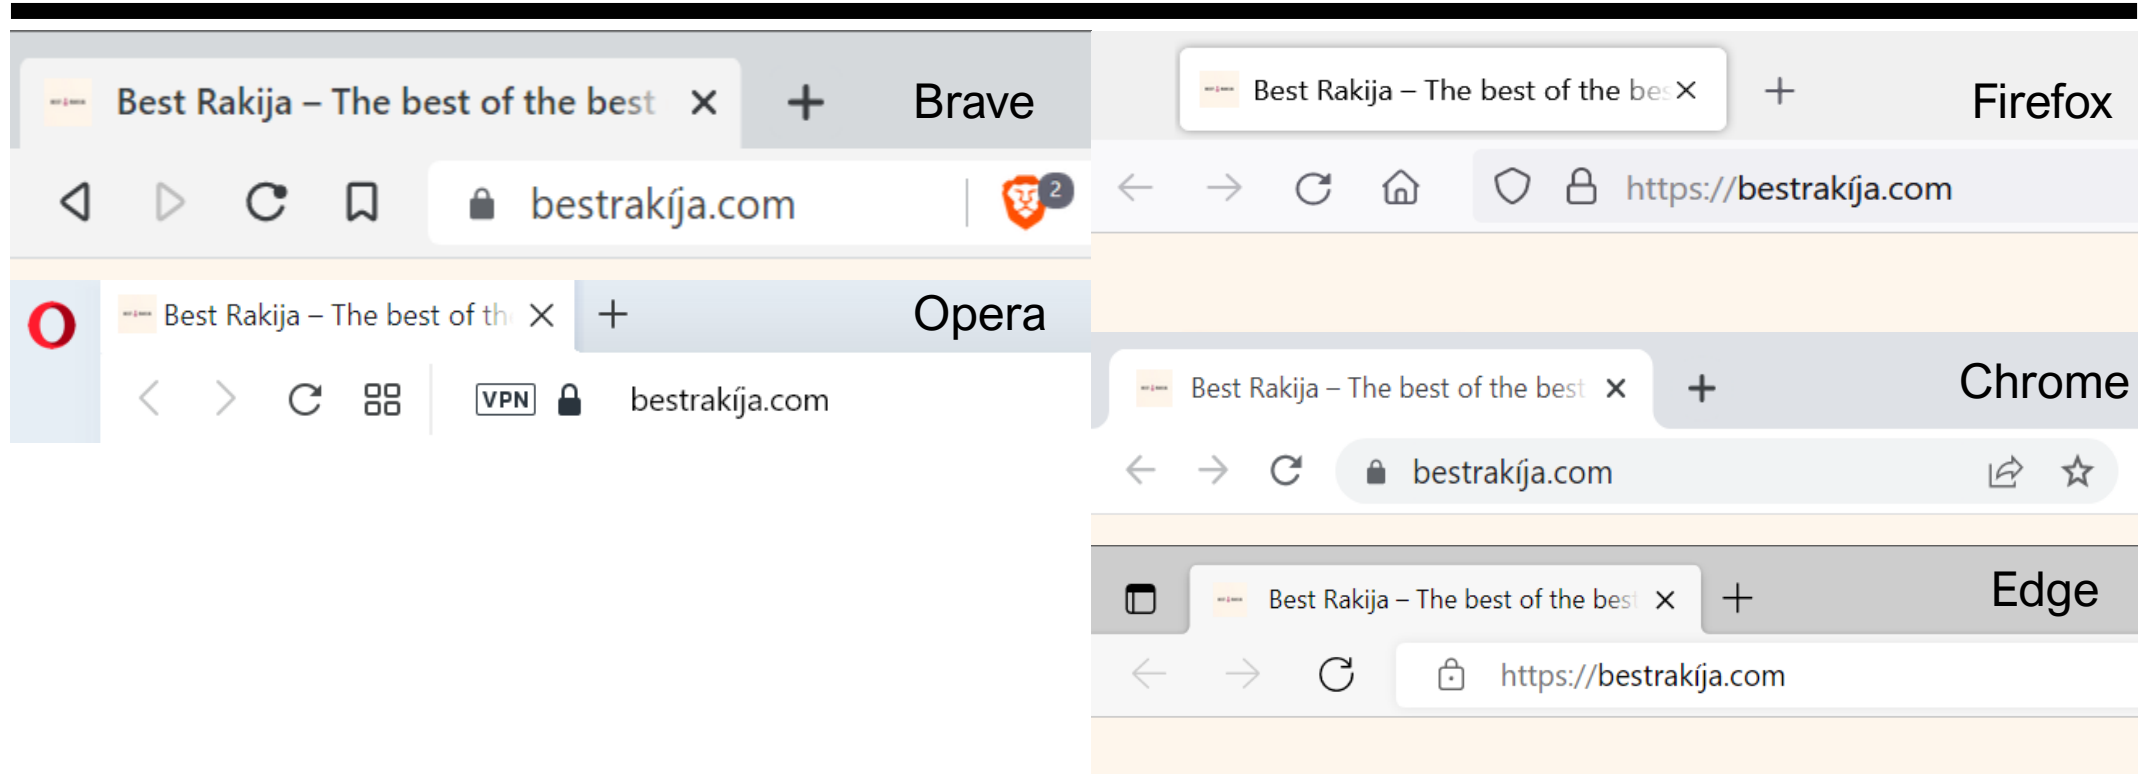 Best Rakija – The best of the best
Brave
bestrakíja.com
2
Best Rakija – The best of th
Opera
VPN
bestrakíja.com
Best Rakija – The best of the bes
Firefox
https://bestrakíja.com
Best Rakija – The best of the best
Chrome
bestrakíja.com
Best Rakija – The best of the best
Edge
https://bestrakíja.com